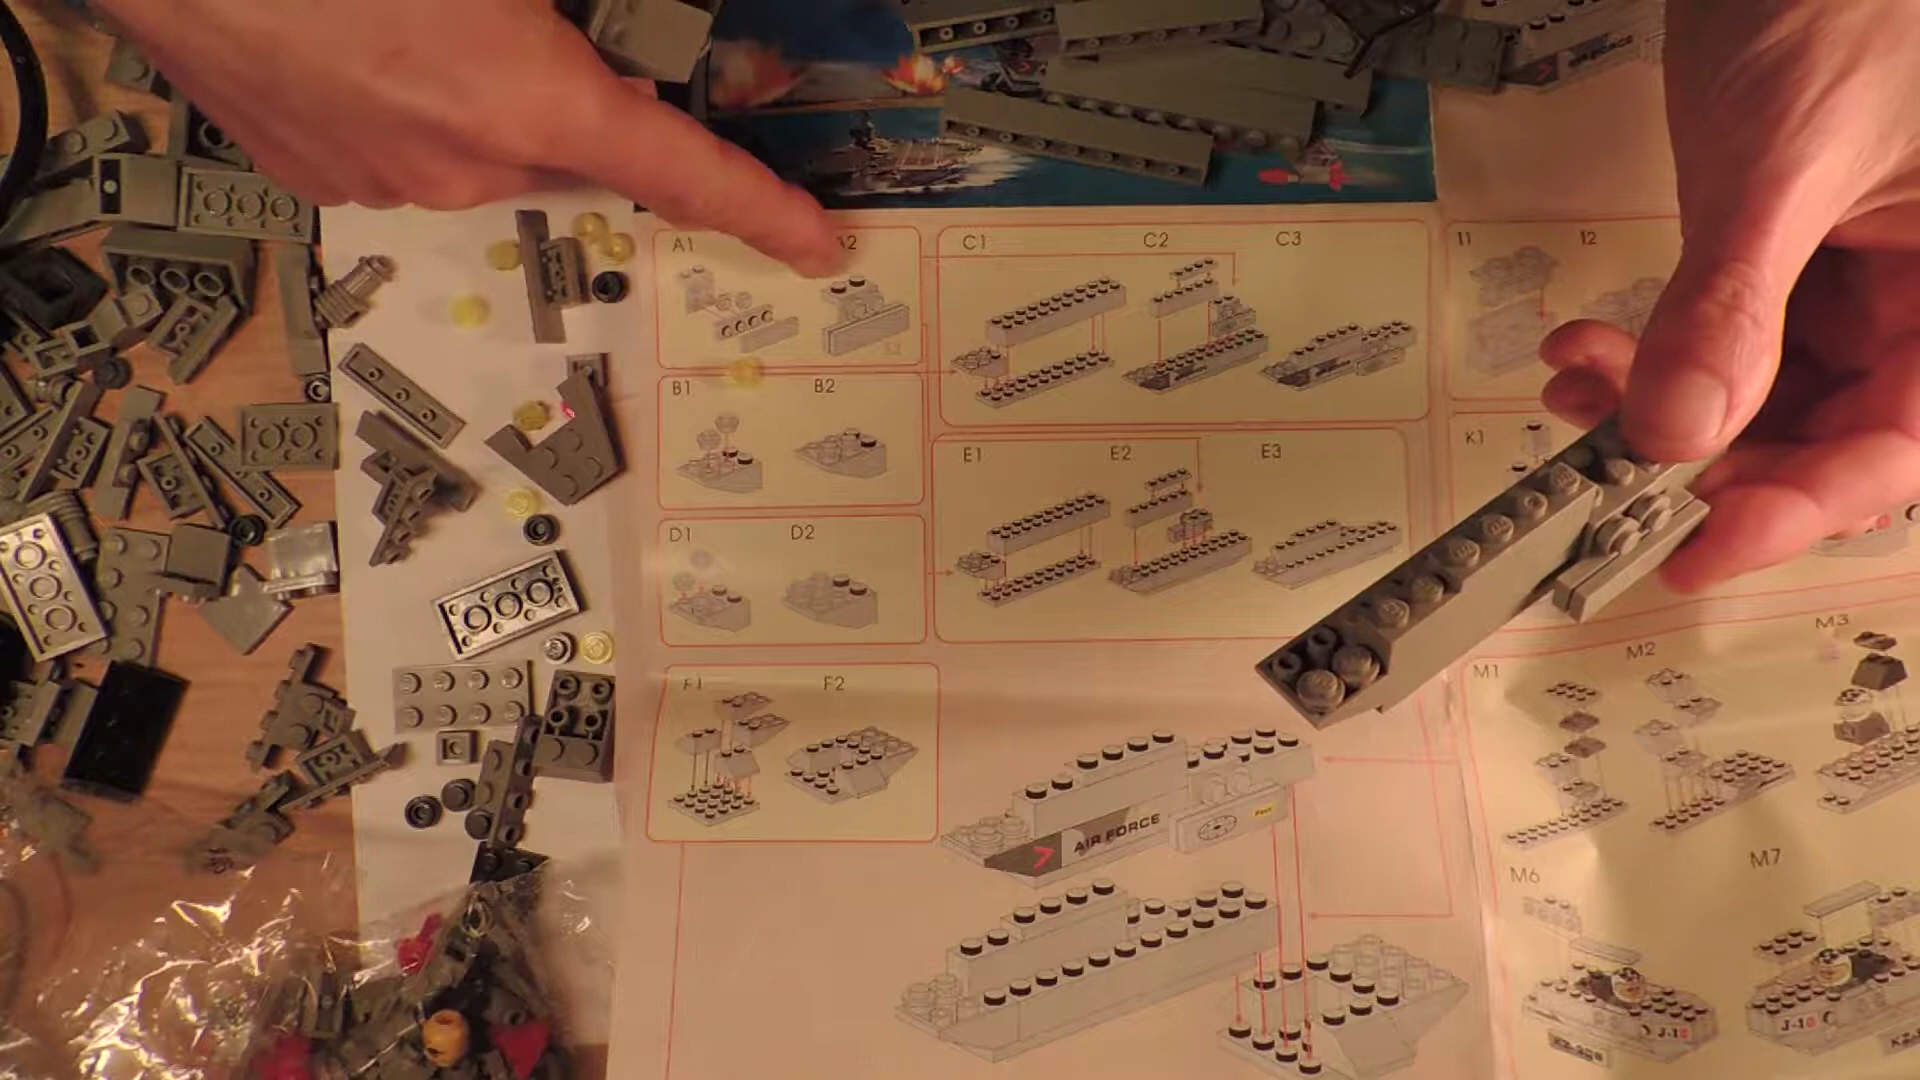 AIR FORCE
A1
A2
C1
C2
C3
I1
I2
B1
B2
E1
E2
E3
K1
D1
D2
F1
F2
M1
M2
M3
7
AIR FORCE
M6
M7
J-10
J-10